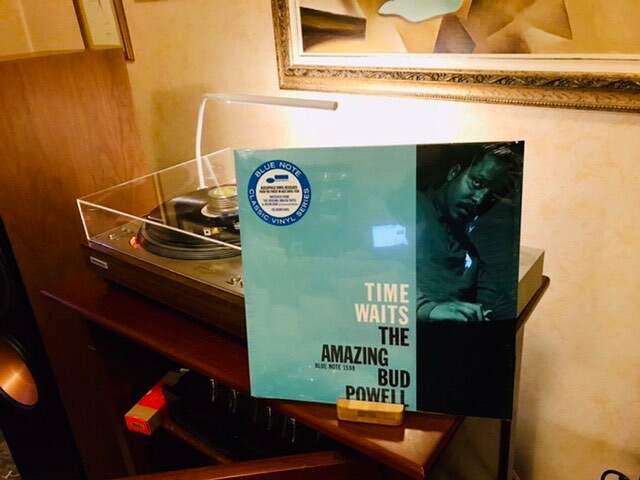 BLUE NOTE
CLASSIC VINYL SERIES
TIME
WAITS
THE
AMAZING
BLUE NOTE 1598
BUD
POWELL